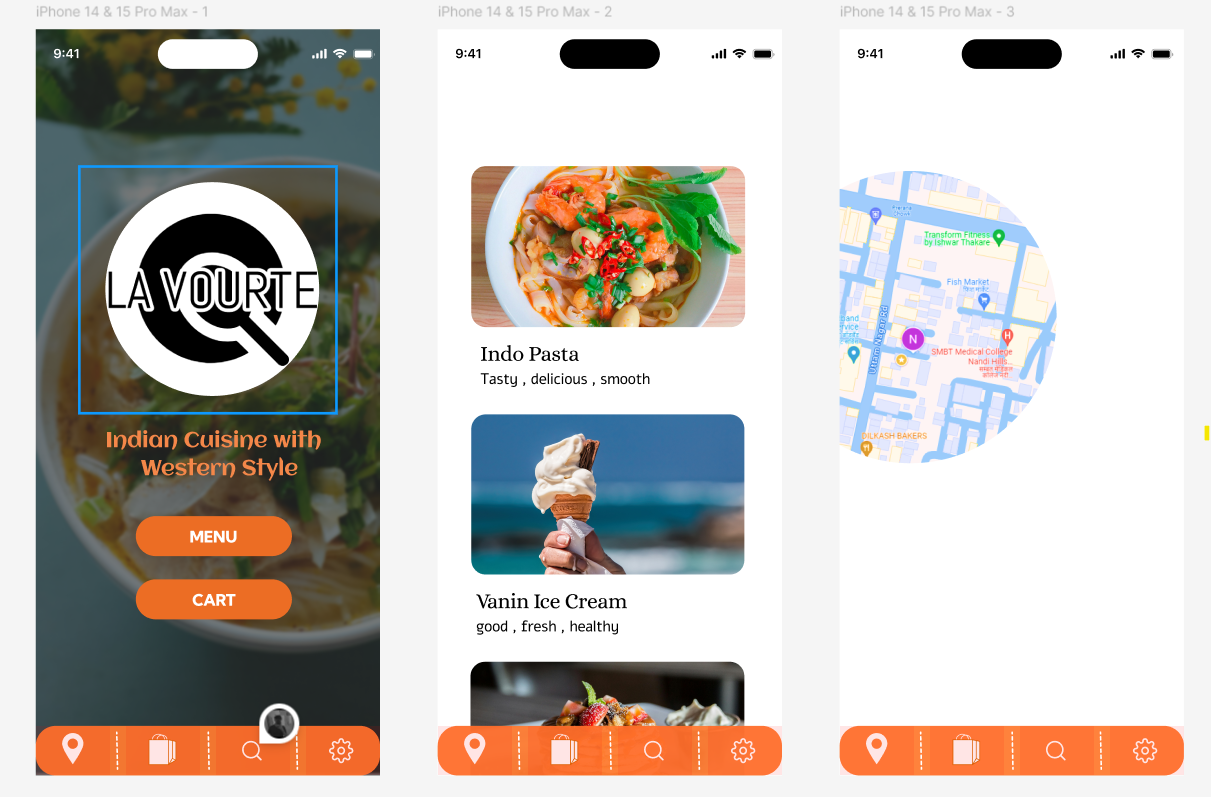 iPhone 14 & 15 Pro Max - 1
9:41
LA VOURTE
Indian Cuisine with
Western Style
MENU
CART
iPhone 14 & 15 Pro Max - 2
9:41
Indo Pasta
Tasty , delicious , smooth
Vanin Ice Cream
good , fresh , healthy
iPhone 14 & 15 Pro Max - 3
9:41
Transform Fitness
by Ishwar Thakare
Fish Market
Uttam Nagar Rd
N
H
SMBT Medical College
Nandi Hills...
DILKASH BAKERS